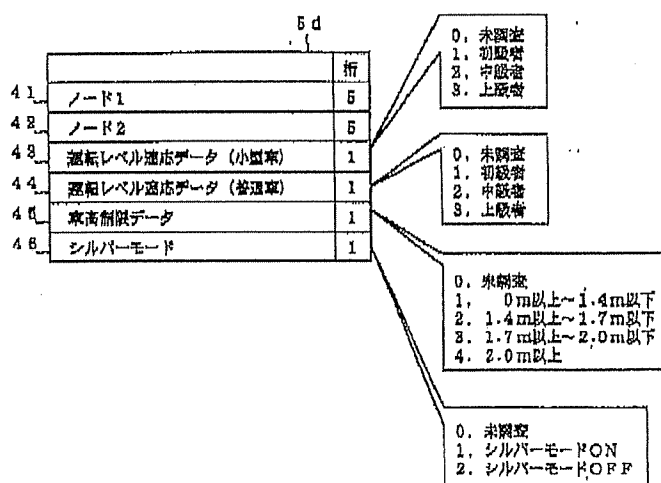 5d
桁
41 ノード1 5
42 ノード2 5
43 運転レベル適応データ(小型車) 1
44 運転レベル適応データ(普通車) 1
45 車高制限データ 1
46 シルバーモード 1
0. 未調査
1. 初級者
2. 中級者
3. 上級者
0. 未調査
1. 初級者
2. 中級者
3. 上級者
0. 未調査
1. 0m以上~1.4m以下
2. 1.4m以上~1.7m以下
3. 1.7m以上~2.0m以下
4. 2.0m以上
0. 未調査
1. シルバーモードON
2. シルバーモードOFF